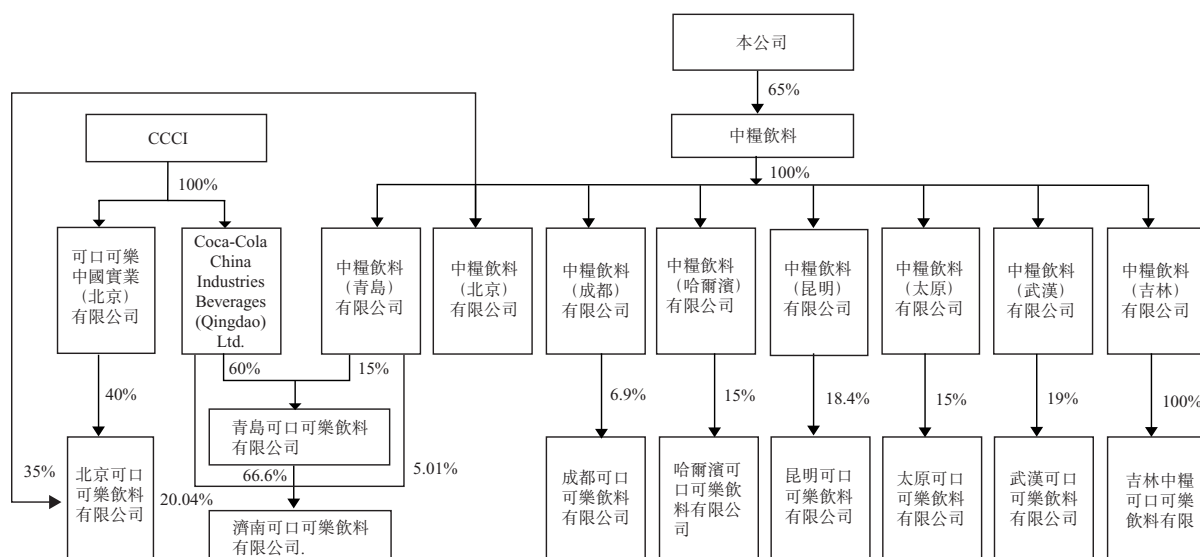 本公司
65%
CCCI
中糧飲料
100%
100%
可口可樂
中國實業
（北京）
有限公司
Coca-Cola
China
Industries
Beverages
(Qingdao)
Ltd.
中糧飲料
（青島）
有限公司
中糧飲料
（北京）
有限公司
中糧飲料
（成都）
有限公司
中糧飲料
（哈爾濱）
有限公司
中糧飲料
（昆明）
有限公司
中糧飲料
（太原）
有限公司
中糧飲料
（武漢）
有限公司
中糧飲料
（吉林）
有限公司
40%
60%
15%
6.9%
15%
18.4%
15%
19%
100%
青島可口可樂飲料
有限公司
35%
北京可口
可樂飲料
有限公司
20.04%
66.6%
5.01%
濟南可口可樂飲料
有限公司.
成都可口
可樂飲料
有限公司
哈爾濱可
口可樂飲
料有限公
司
昆明可口
可樂飲料
有限公司
太原可口
可樂飲料
有限公司
武漢可口
可樂飲料
有限公司
吉林中糧
可口可樂
飲料有限